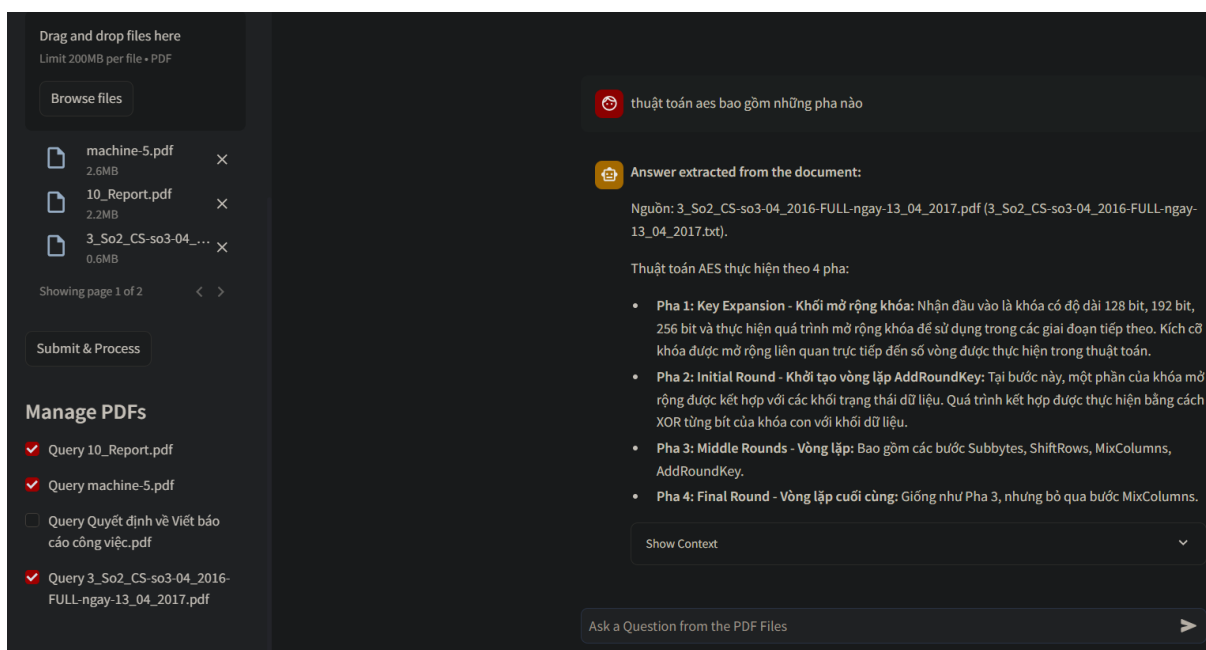 Drag and drop files here
Limit 200MB per file • PDF
Browse files
machine-5.pdf
2.6MB
10_Report.pdf
2.2MB
3_So2_CS-so3-04_...
0.6MB
Showing page 1 of 2
Submit & Process
Manage PDFs
Query 10_Report.pdf
Query machine-5.pdf
Query Quyết định về Viết báo
cáo công việc.pdf
Query 3_So2_CS-so3-04_2016-
FULL-ngay-13_04_2017.pdf
thuật toán aes bao gồm những pha nào
Answer extracted from the document:
Nguồn: 3_So2_CS-so3-04_2016-FULL-ngay-13_04_2017.pdf (3_So2_CS-so3-04_2016-FULL-ngay-
13_04_2017.txt).
Thuật toán AES thực hiện theo 4 pha:
• Pha 1: Key Expansion - Khối mở rộng khóa: Nhận đầu vào là khóa có độ dài 128 bit, 192 bit,
256 bit và thực hiện quá trình mở rộng khóa để sử dụng trong các giai đoạn tiếp theo. Kích cỡ
khóa được mở rộng liên quan trực tiếp đến số vòng được thực hiện trong thuật toán.
• Pha 2: Initial Round - Khởi tạo vòng lặp AddRoundKey: Tại bước này, một phần của khóa mở
rộng được kết hợp với các khối trạng thái dữ liệu. Quá trình kết hợp được thực hiện bằng cách
XOR từng bít của khóa con với khối dữ liệu.
• Pha 3: Middle Rounds - Vòng lặp: Bao gồm các bước Subbytes, ShiftRows, MixColumns,
AddRoundKey.
• Pha 4: Final Round - Vòng lặp cuối cùng: Giống như Pha 3, nhưng bỏ qua bước MixColumns.
Show Context
Ask a Question from the PDF Files